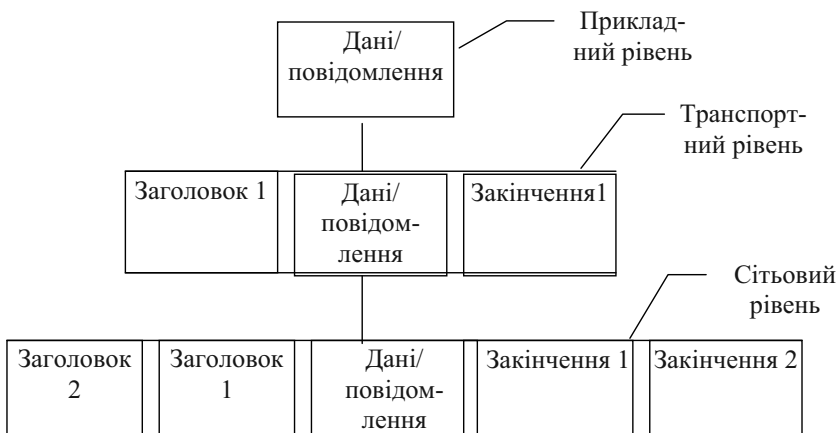 Дані/
повідомлення
Приклад-
ний рівень
Транспорт-
ний рівень
Заголовок 1
Дані/
повідом-
лення
Закінчення1
Сітьовий
рівень
Заголовок
2
Заголовок
1
Дані/
повідом-
лення
Закінчення 1
Закінчення 2